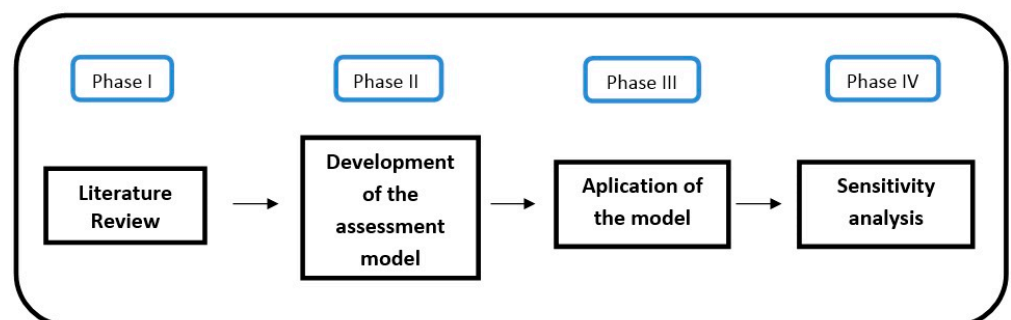 Phase I
Phase II
Phase III
Phase IV
Literature
Review
Development
of the
assessment
model
Aplication of
the model
Sensitivity
analysis